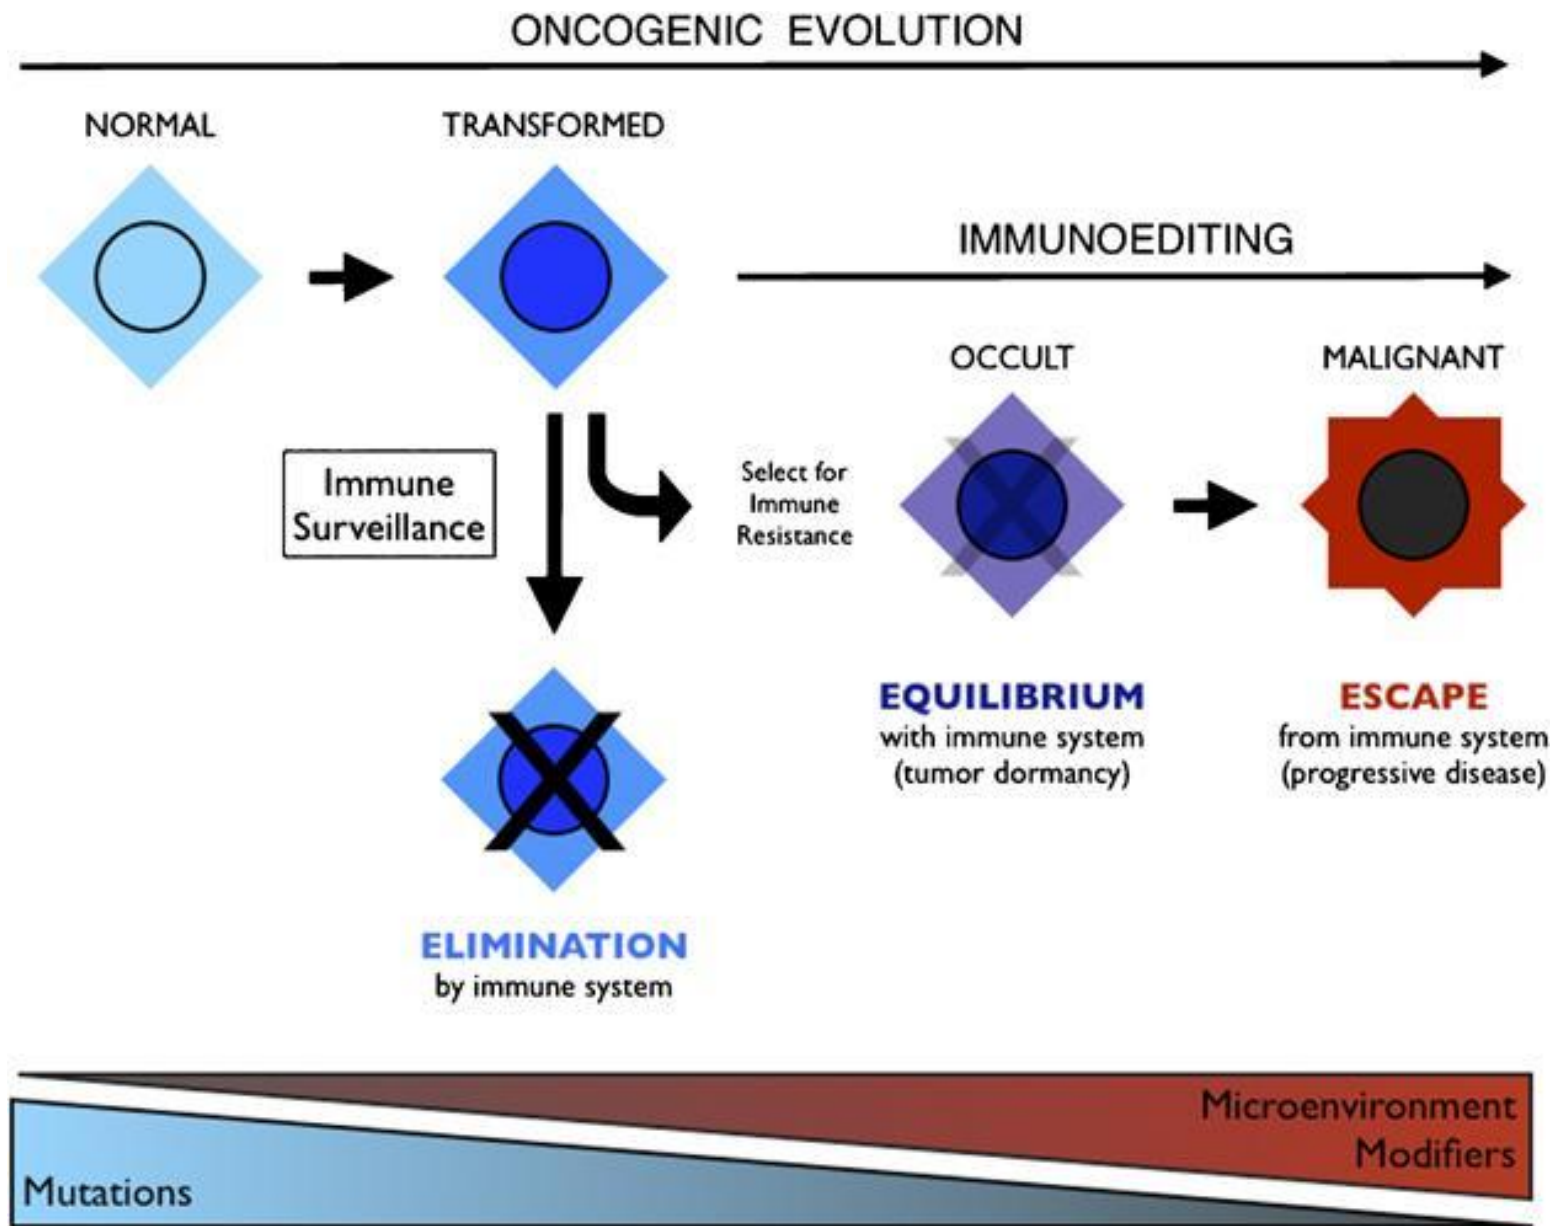 ONCOGENIC EVOLUTION
NORMAL
TRANSFORMED
IMMUNOEDITING
OCCULT
MALIGNANT
Immune
Surveillance
Select for
Immune
Resistance
EQUILIBRIUM
with immune system
(tumor dormancy)
ESCAPE
from immune system
(progressive disease)
ELIMINATION
by immune system
Microenvironment
Modifiers
Mutations